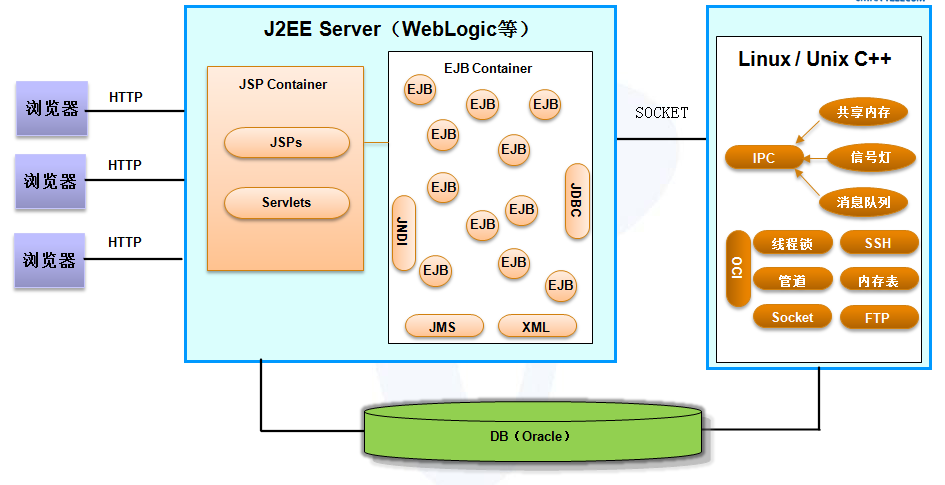 J2EE Server（WebLogic等）
浏览器
HTTP
浏览器
HTTP
浏览器
HTTP
JSP Container
JSPs
Servlets
EJB Container
EJB
EJB
EJB
EJB
EJB
EJB
EJB
EJB
EJB
EJB
EJB
JNDI
JDBC
JMS
XML
SOCKET
Linux / Unix C++
共享内存
IPC
信号灯
消息队列
OCI
线程锁
SSH
管道
内存表
Socket
FTP
DB（Oracle）